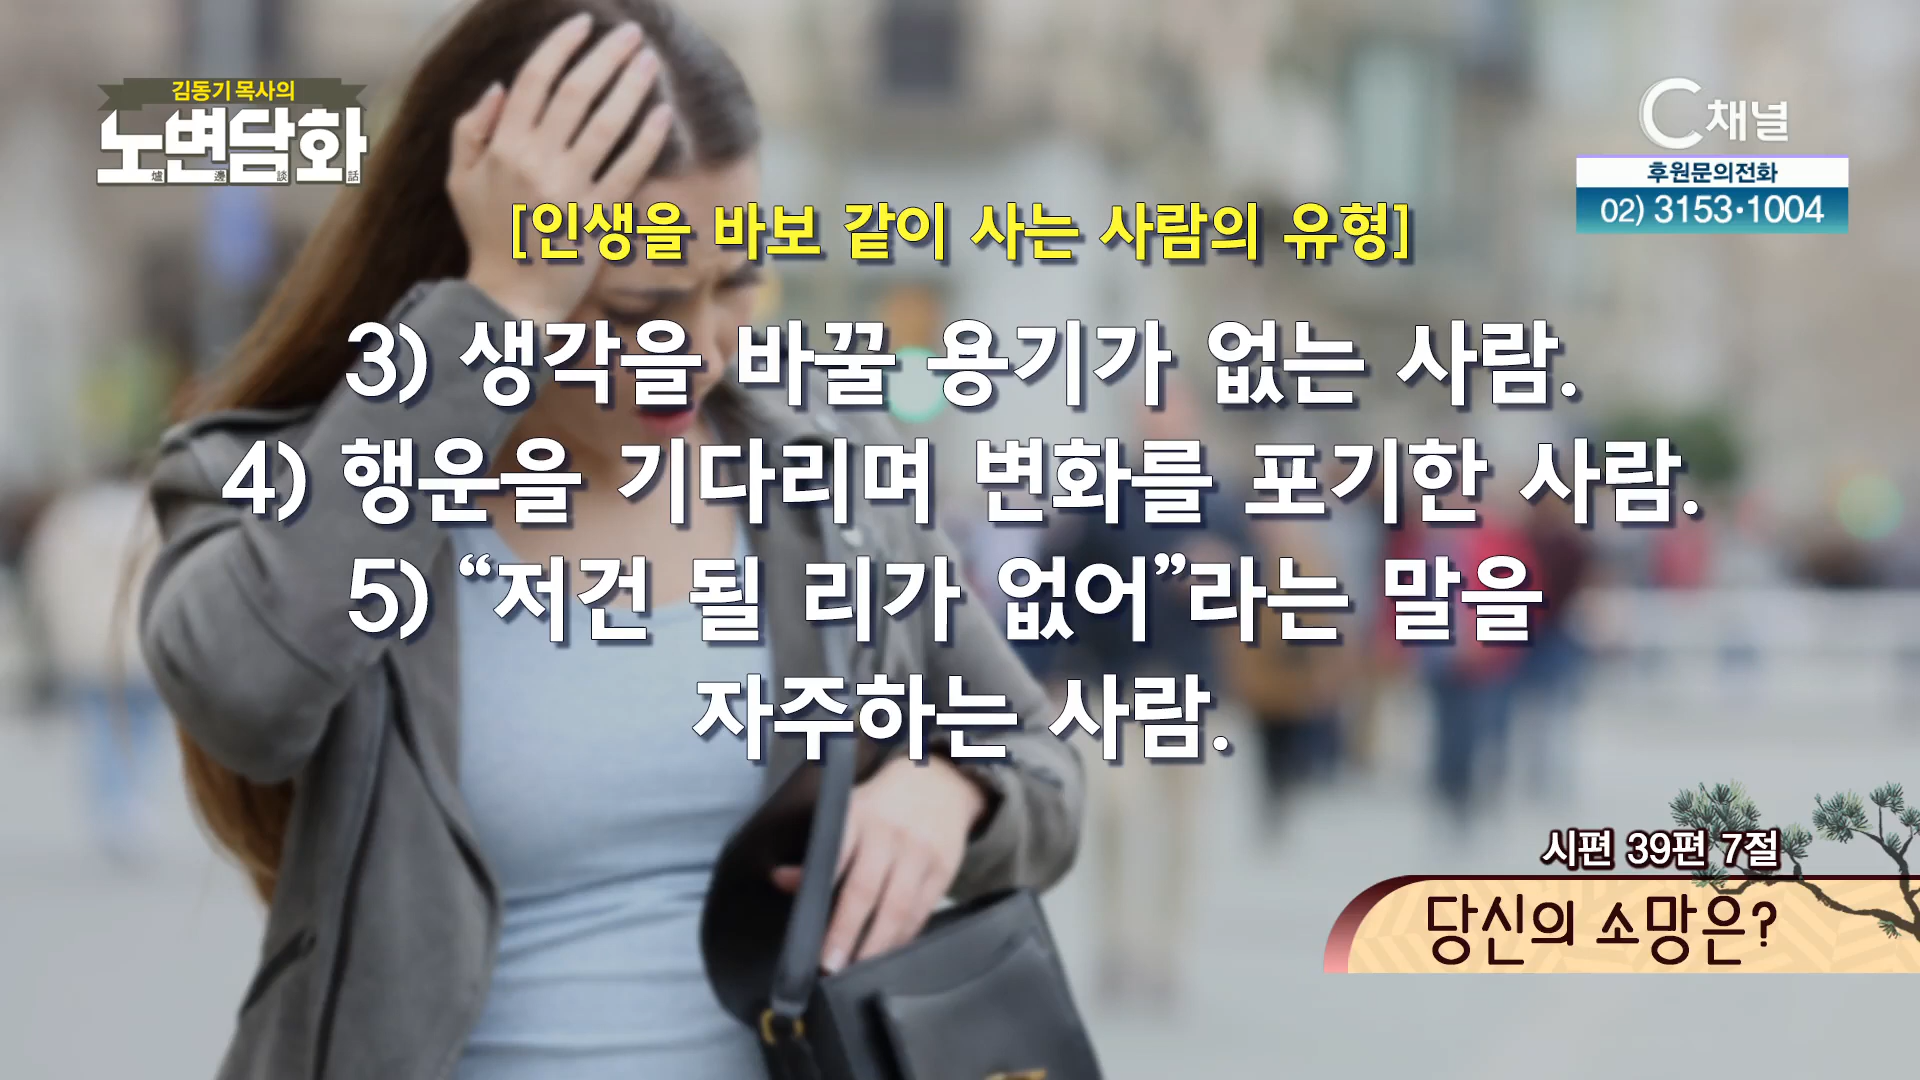 김동기 목사의
노변담화
爐邊談話
C채널
후원문의전화
02) 3153·1004
[인생을 바보 같이 사는 사람의 유형]
3) 생각을 바꿀 용기가 없는 사람.
4) 행운을 기다리며 변화를 포기한 사람.
5) “저건 될 리가 없어”라는 말을
자주하는 사람.
시편 39편 7절
당신의 소망은?